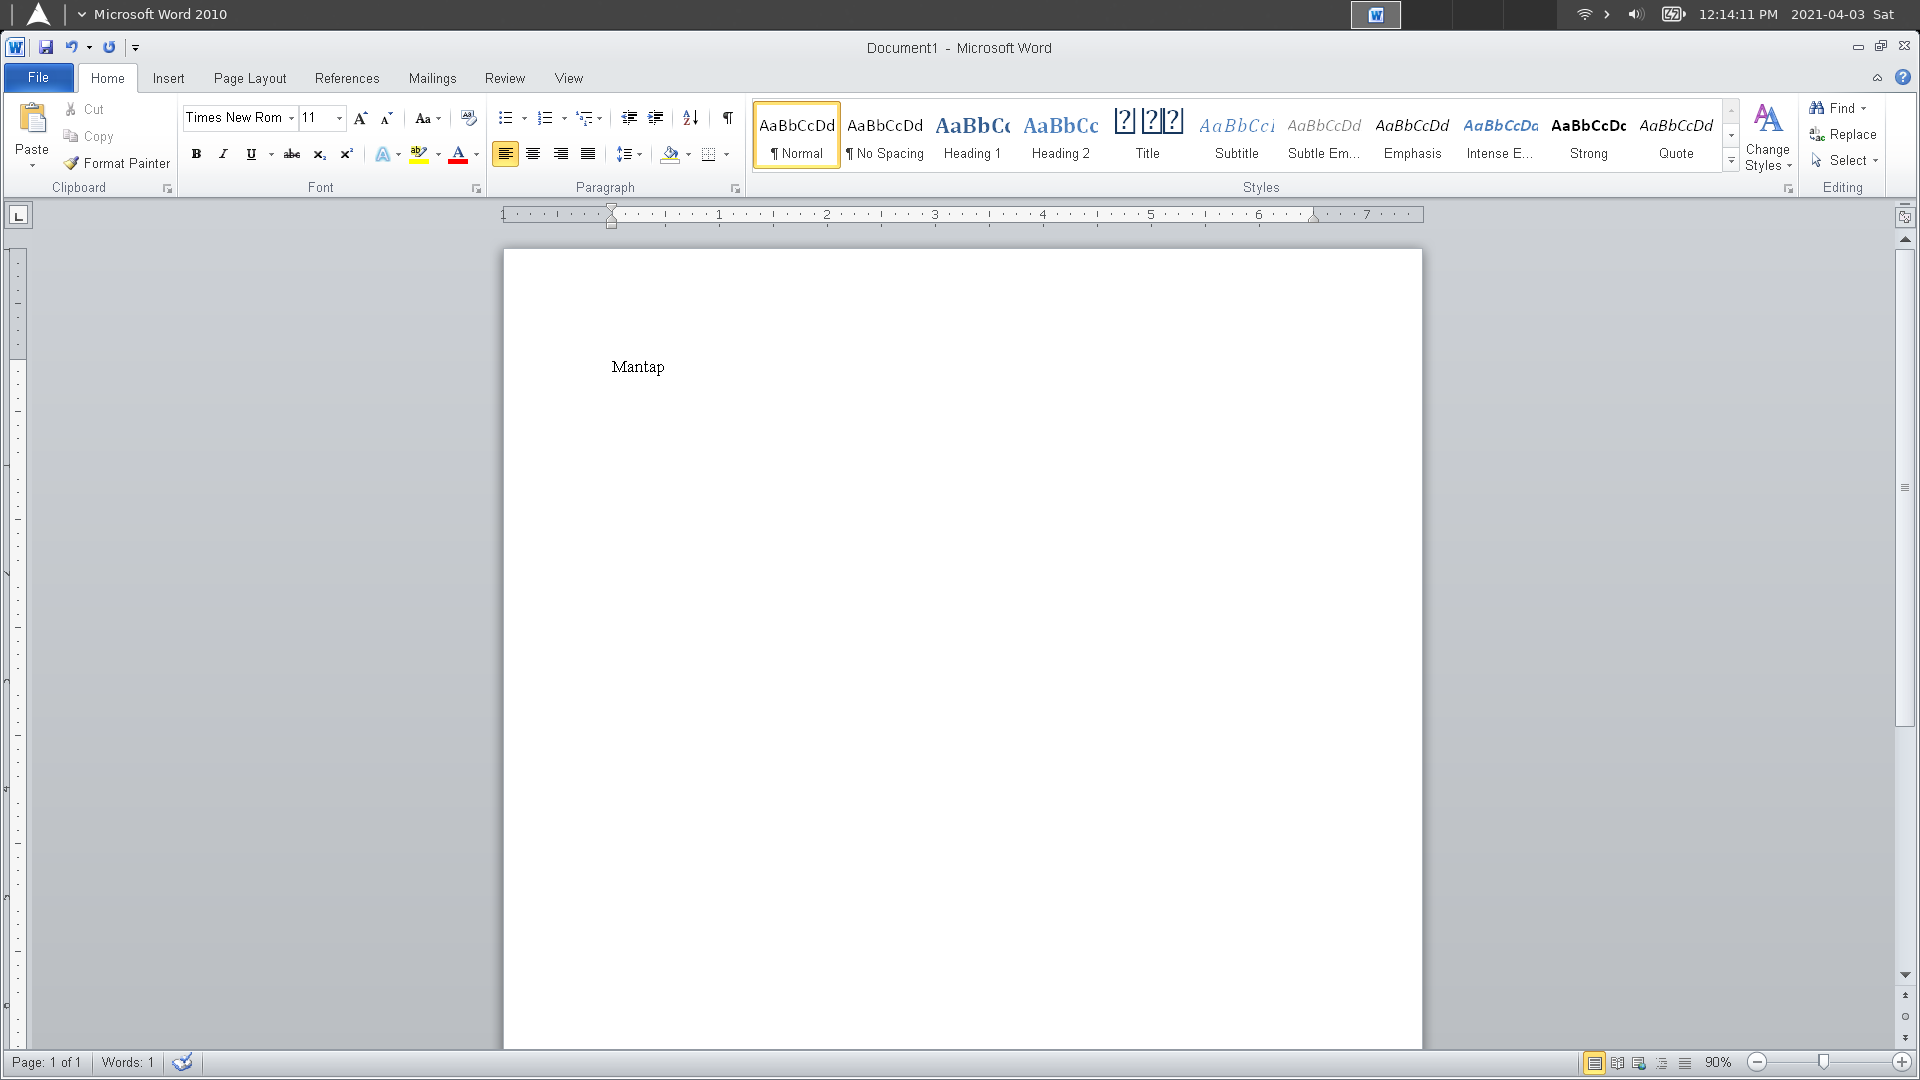 Microsoft Word 2010
12:14:11 PM 2021-04-03 Sat
Document1 - Microsoft Word
File Home Insert Page Layout References Mailings Review View
Paste
Cut
Copy
Format Painter
Clipboard
Times New Rom 11
Font
Paragraph
AaBbCcDd AaBbCcDd AaBbCc AaBbCc AaBbCcI AaBbCcDd AaBbCcDd AaBbCcDd AaBbCcDc AaBbCcDd
¶ Normal ¶ No Spacing Heading 1 Heading 2 Title Subtitle Subtle Em... Emphasis Intense E... Strong Quote
Change
Styles
Styles
Find
Replace
Select
Editing
1 1 2 3 4 5 6 7
Mantap
Page: 1 of 1 Words: 1
90%